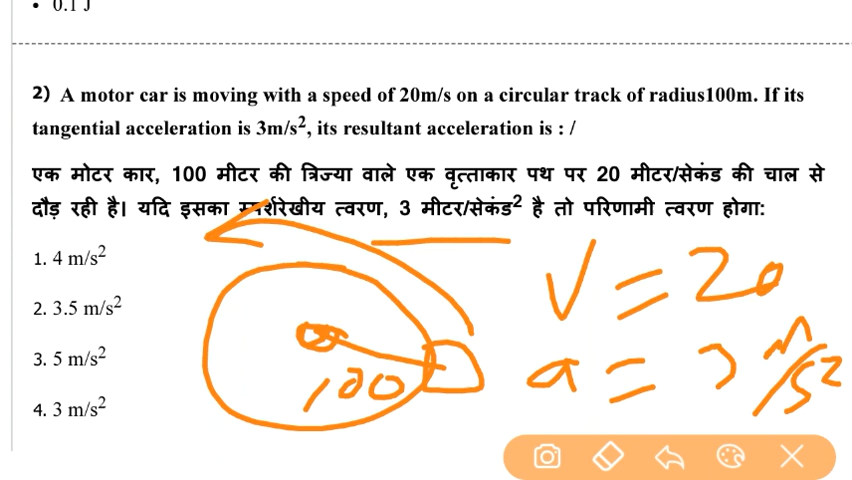 • 0.1 J
2) A motor car is moving with a speed of 20m/s on a circular track of radius100m. If its
tangential acceleration is 3m/s², its resultant acceleration is : /
एक मोटर कार, 100 मीटर की त्रिज्या वाले एक वृत्ताकार पथ पर 20 मीटर/सेकंड की चाल से
दौड़ रही है। यदि इसका स्पर्शरेखीय त्वरण, 3 मीटर/सेकंड² है तो परिणामी त्वरण होगा:
1. 4 m/s²
2. 3.5 m/s²
3. 5 m/s²
4. 3 m/s²
V = 20
a = 3 m/s²
100